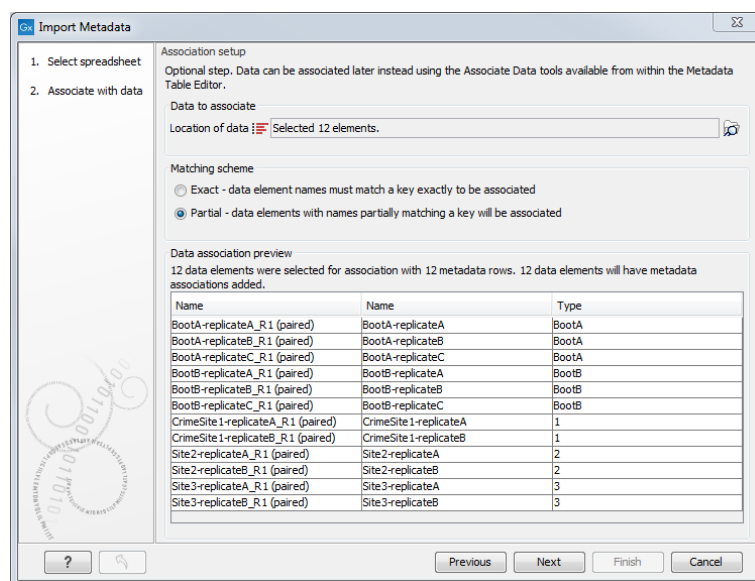 Gx Import Metadata
1. Select spreadsheet
2. Associate with data
Association setup
Optional step. Data can be associated later instead using the Associate Data tools available from within the Metadata
Table Editor.
Data to associate
Location of data Selected 12 elements.
Matching scheme
Exact - data element names must match a key exactly to be associated
Partial - data elements with names partially matching a key will be associated
Data association preview
12 data elements were selected for association with 12 metadata rows. 12 data elements will have metadata
associations added.
Name Name Type
BootA-replicateA_R1 (paired) BootA-replicateA BootA
BootA-replicateB_R1 (paired) BootA-replicateB BootA
BootA-replicateC_R1 (paired) BootA-replicateC BootA
BootB-replicateA_R1 (paired) BootB-replicateA BootB
BootB-replicateB_R1 (paired) BootB-replicateB BootB
BootB-replicateC_R1 (paired) BootB-replicateC BootB
CrimeSite1-replicateA_R1 (paired) CrimeSite1-replicateA 1
CrimeSite1-replicateB_R1 (paired) CrimeSite1-replicateB 1
Site2-replicateA_R1 (paired) Site2-replicateA 2
Site2-replicateB_R1 (paired) Site2-replicateB 2
Site3-replicateA_R1 (paired) Site3-replicateA 3
Site3-replicateB_R1 (paired) Site3-replicateB 3
? Previous Next Finish Cancel